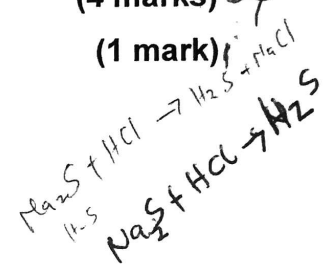 (4 marks)
(1 mark)
Na₂S + HCl → H₂S + NaCl
H₂S
Na₂S + HCl → H₂S